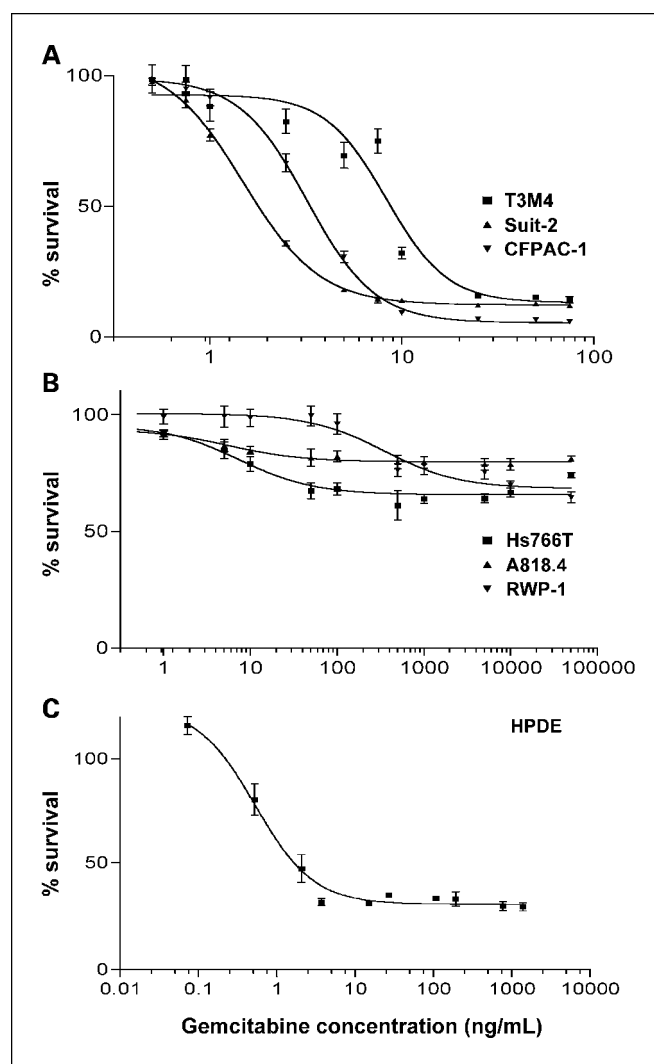 A
100
50
0
% survival
T3M4
Suit-2
CFPAC-1
1 10 100
B
100
50
0
% survival
Hs766T
A818.4
RWP-1
1 10 100 1000 10000 100000
C
HPDE
100
50
0
% survival
0.01 0.1 1 10 100 1000 10000
Gemcitabine concentration (ng/mL)